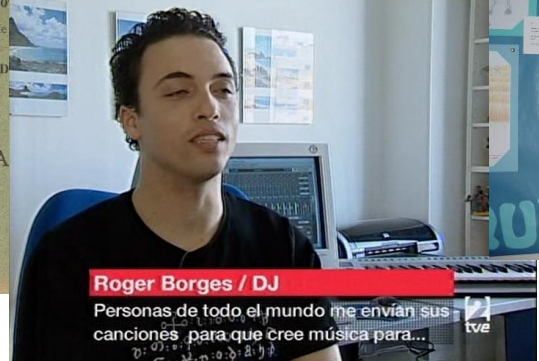 Roger Borges / DJ
Personas de todo el mundo me envían sus
canciones para que cree música para...
2
tve